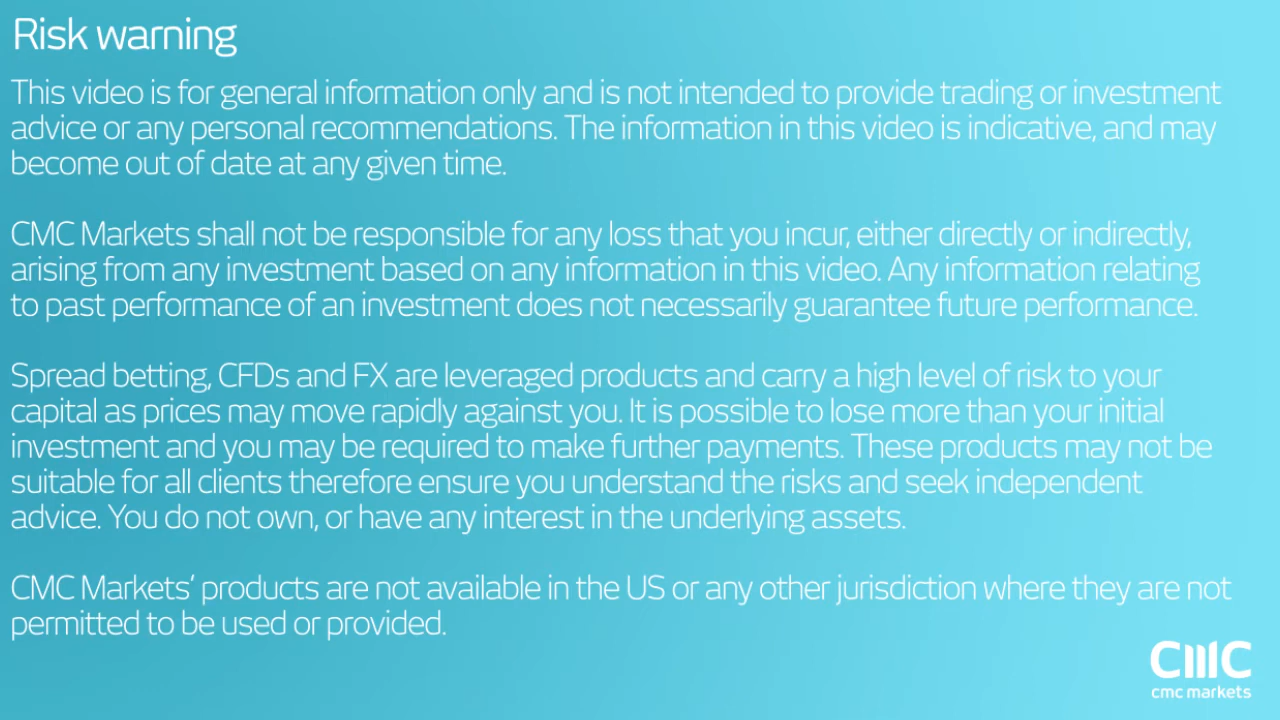 Risk warning
This video is for general information only and is not intended to provide trading or investment
advice or any personal recommendations. The information in this video is indicative, and may
become out of date at any given time.
CMC Markets shall not be responsible for any loss that you incur, either directly or indirectly,
arising from any investment based on any information in this video. Any information relating
to past performance of an investment does not necessarily guarantee future performance.
Spread betting, CFDs and FX are leveraged products and carry a high level of risk to your
capital as prices may move rapidly against you. It is possible to lose more than your initial
investment and you may be required to make further payments. These products may not be
suitable for all clients therefore ensure you understand the risks and seek independent
advice. You do not own, or have any interest in the underlying assets.
CMC Markets’ products are not available in the US or any other jurisdiction where they are not
permitted to be used or provided.
CMC
cmc markets